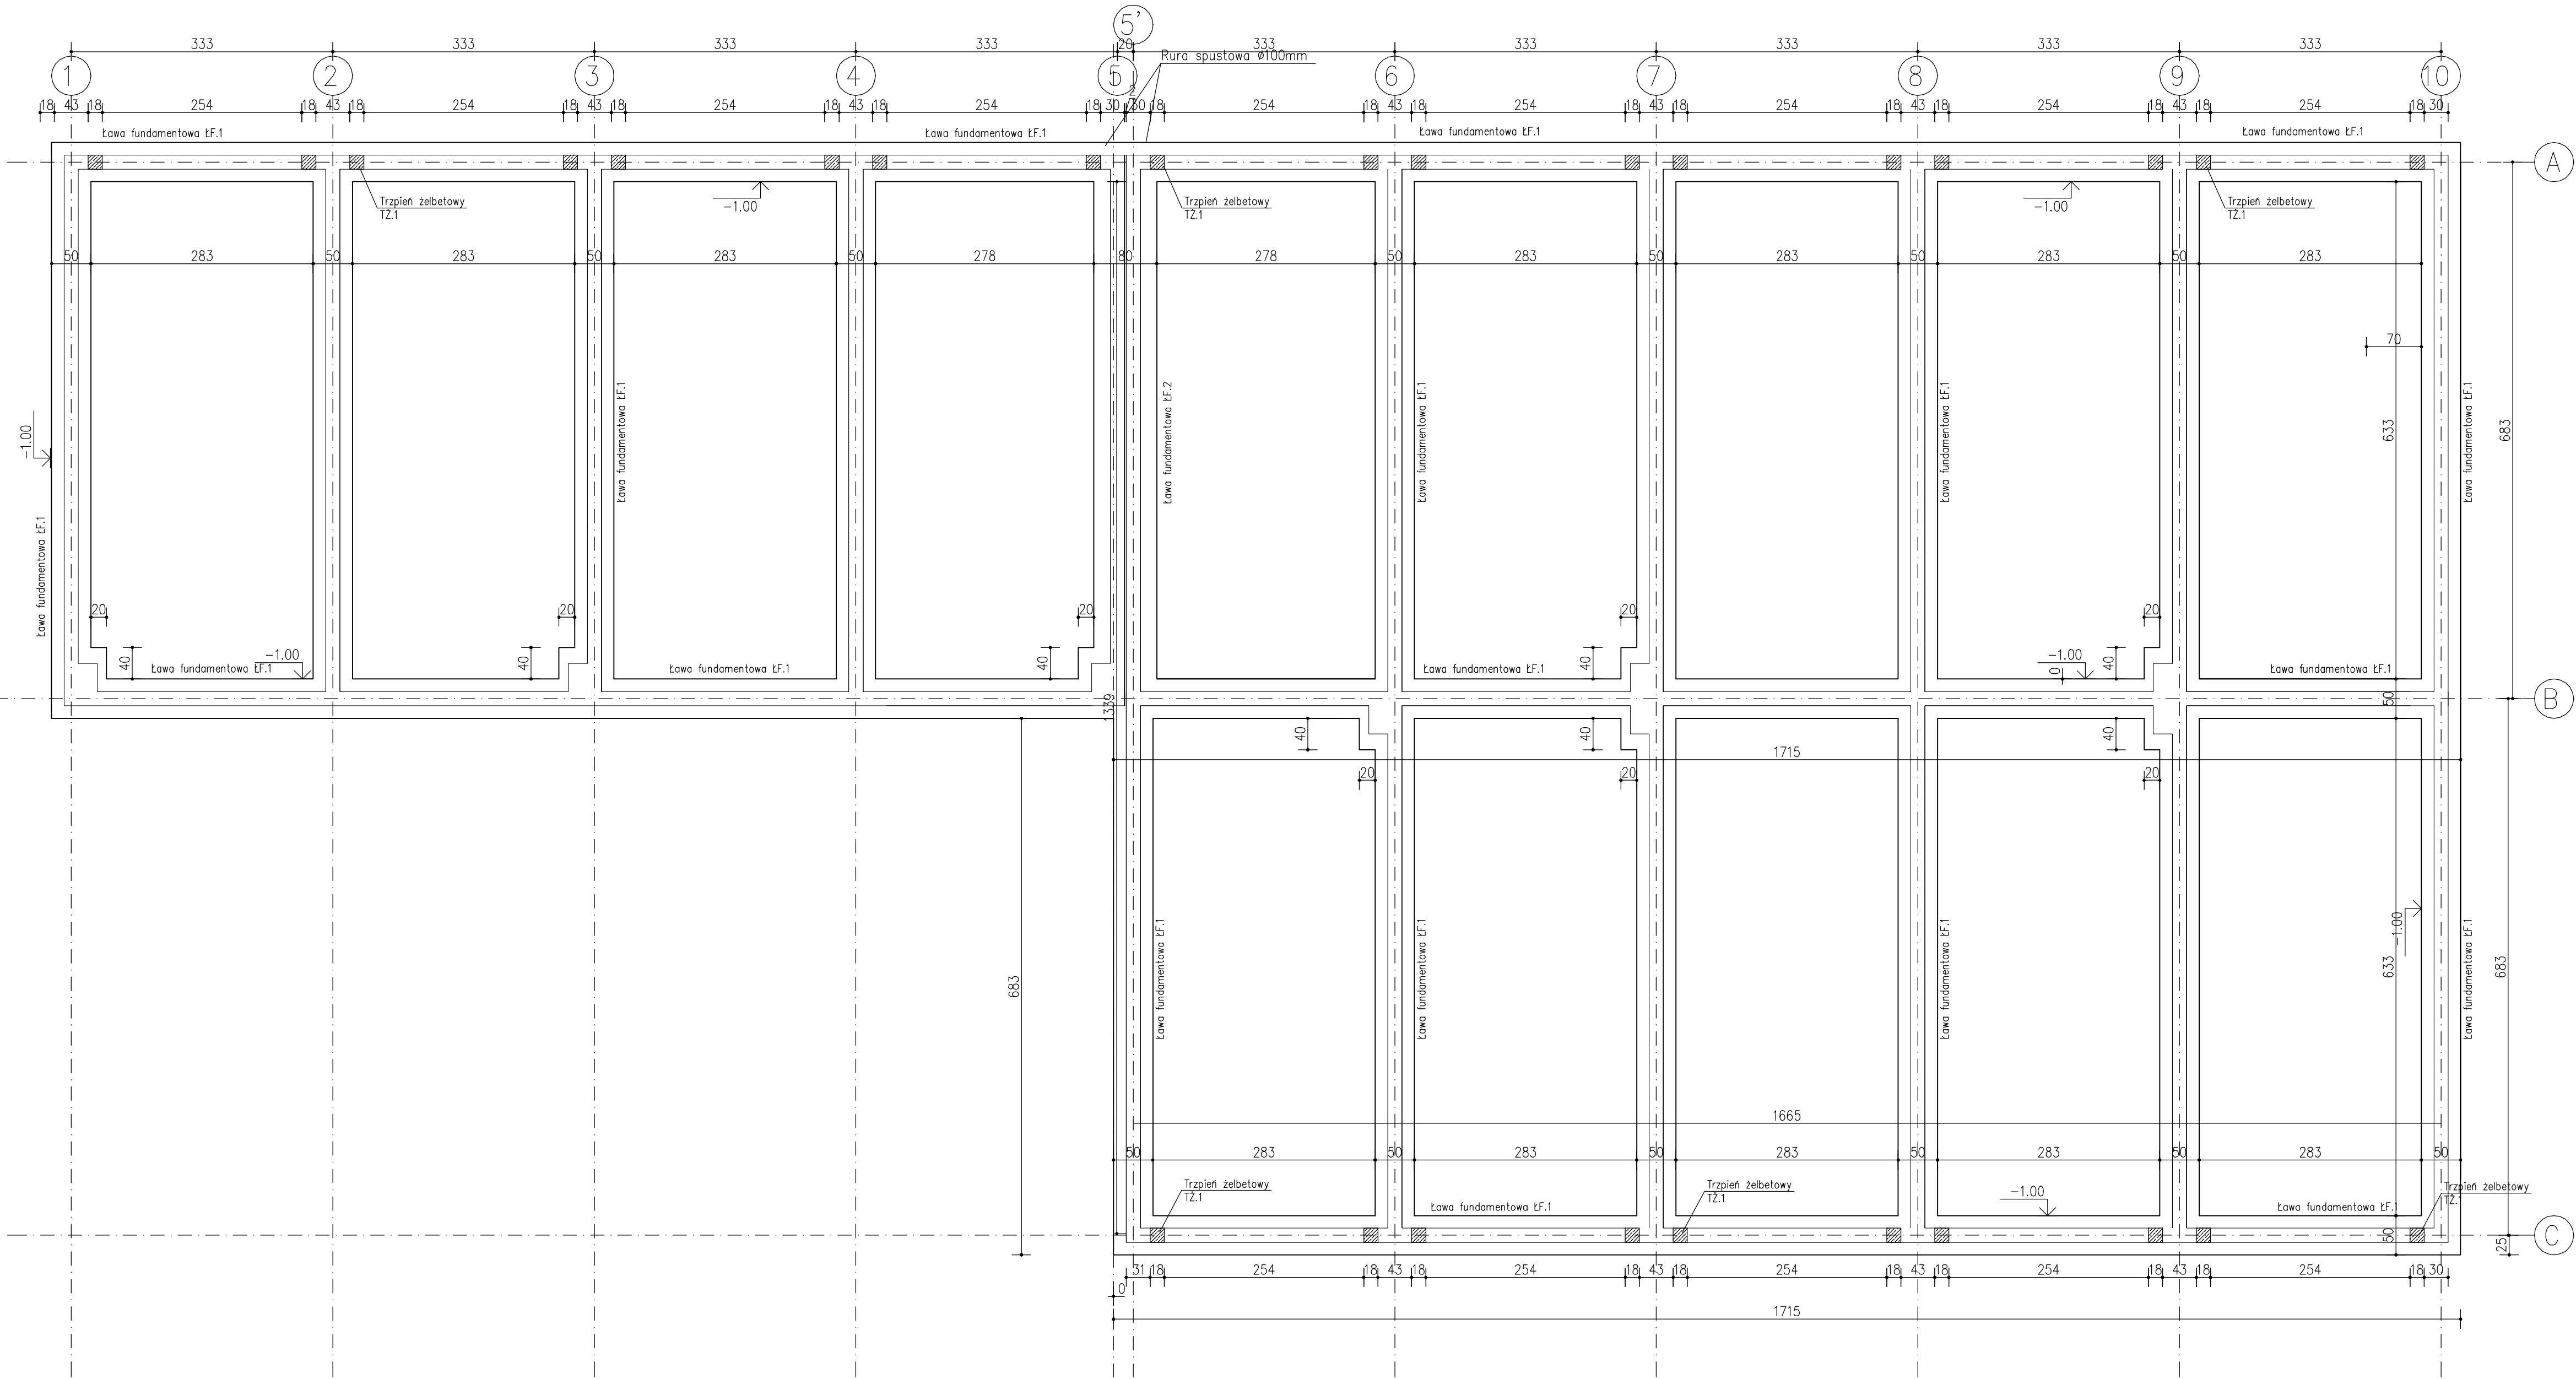 5'
333 333 333 333 20 333 333 333 333 333
Rura spustowa Ø100mm
1 2 3 4 5 6 7 8 9 10
2
18 43 18 254 18 43 18 254 18 43 18 254 18 43 18 254 18 30 30 18 254 18 43 18 254 18 43 18 254 18 43 18 254 18 43 18 254 18 30
Ława fundamentowa ŁF.1
Ława fundamentowa ŁF.1
Ława fundamentowa ŁF.1
Ława fundamentowa ŁF.1
A
Trzpień żelbetowy
TŻ.1
-1.00
Trzpień żelbetowy
TŻ.1
-1.00
Trzpień żelbetowy
TŻ.1
50 283 50 283 50 283 50 278 80 278 50 283 50 283 50 283 50 283
70
-1.00
Ława fundamentowa ŁF.1
Ława fundamentowa ŁF.1
Ława fundamentowa ŁF.2
Ława fundamentowa ŁF.1
Ława fundamentowa ŁF.1
633
Ława fundamentowa ŁF.1
683
20 20 20 20 20
40
Ława fundamentowa ŁF.1
-1.00
40
Ława fundamentowa ŁF.1
40
Ława fundamentowa ŁF.1
40
-1.00
0
40
Ława fundamentowa ŁF.1
B
1339
50
40 40 40
1715
20 20 20
683
Ława fundamentowa ŁF.1
Ława fundamentowa ŁF.1
Ława fundamentowa ŁF.1
-1.00
633
Ława fundamentowa ŁF.1
683
1665
50 283 50 283 50 283 50 283 50 283 50
Trzpień żelbetowy
TŻ.1
Trzpień żelbetowy
TŻ.1
-1.00
Trzpień żelbetowy
TŻ.1
Ława fundamentowa ŁF.1
Ława fundamentowa ŁF.1
50
C
25
31 18 254 18 43 18 254 18 43 18 254 18 43 18 254 18 43 18 254 18 30
0
1715